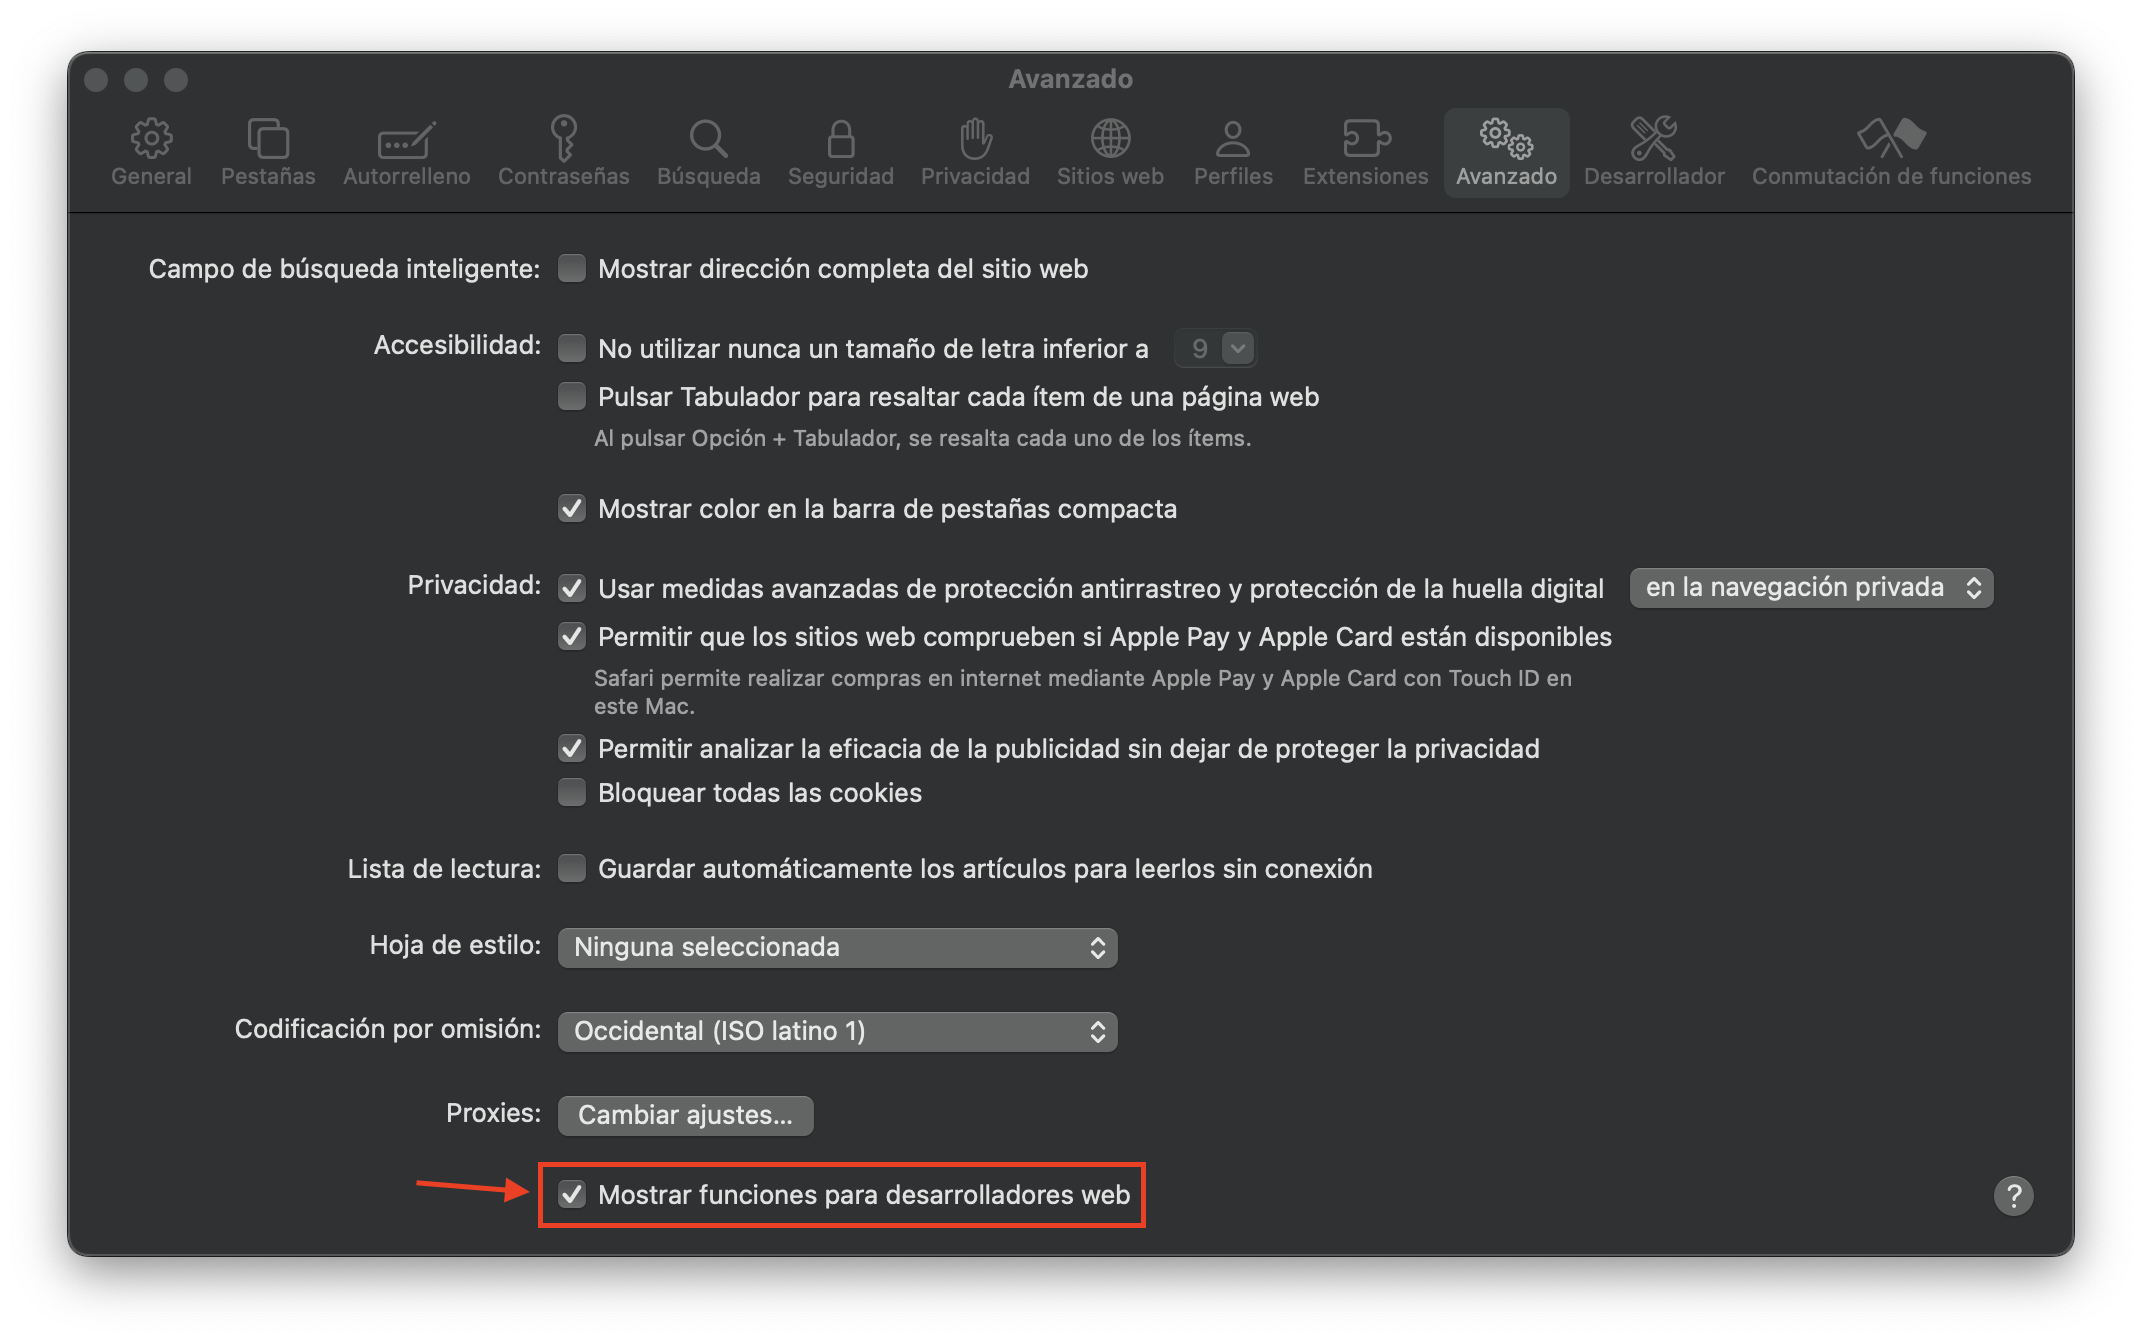 Avanzado
General Pestañas Autorrelleno Contraseñas Búsqueda Seguridad Privacidad Sitios web Perfiles Extensiones Avanzado Desarrollador Conmutación de funciones
Campo de búsqueda inteligente: Mostrar dirección completa del sitio web
Accesibilidad: No utilizar nunca un tamaño de letra inferior a 9
Pulsar Tabulador para resaltar cada ítem de una página web
Al pulsar Opción + Tabulador, se resalta cada uno de los ítems.
Mostrar color en la barra de pestañas compacta
Privacidad: Usar medidas avanzadas de protección antirrastreo y protección de la huella digital en la navegación privada
Permitir que los sitios web comprueben si Apple Pay y Apple Card están disponibles
Safari permite realizar compras en internet mediante Apple Pay y Apple Card con Touch ID en
este Mac.
Permitir analizar la eficacia de la publicidad sin dejar de proteger la privacidad
Bloquear todas las cookies
Lista de lectura: Guardar automáticamente los artículos para leerlos sin conexión
Hoja de estilo: Ninguna seleccionada
Codificación por omisión: Occidental (ISO latino 1)
Proxies: Cambiar ajustes...
Mostrar funciones para desarrolladores web
?